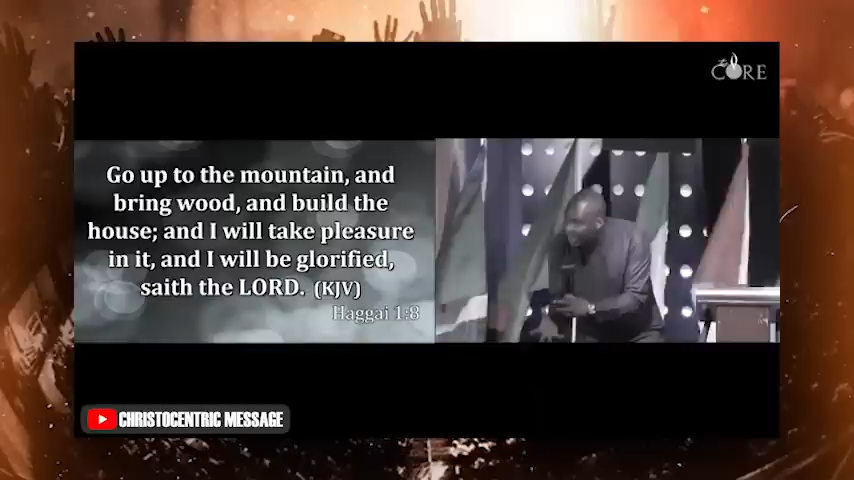 the
CORE
Go up to the mountain, and
bring wood, and build the
house; and I will take pleasure
in it, and I will be glorified,
saith the LORD. (KJV)
Haggai 1:8
CHRISTOCENTRIC MESSAGE